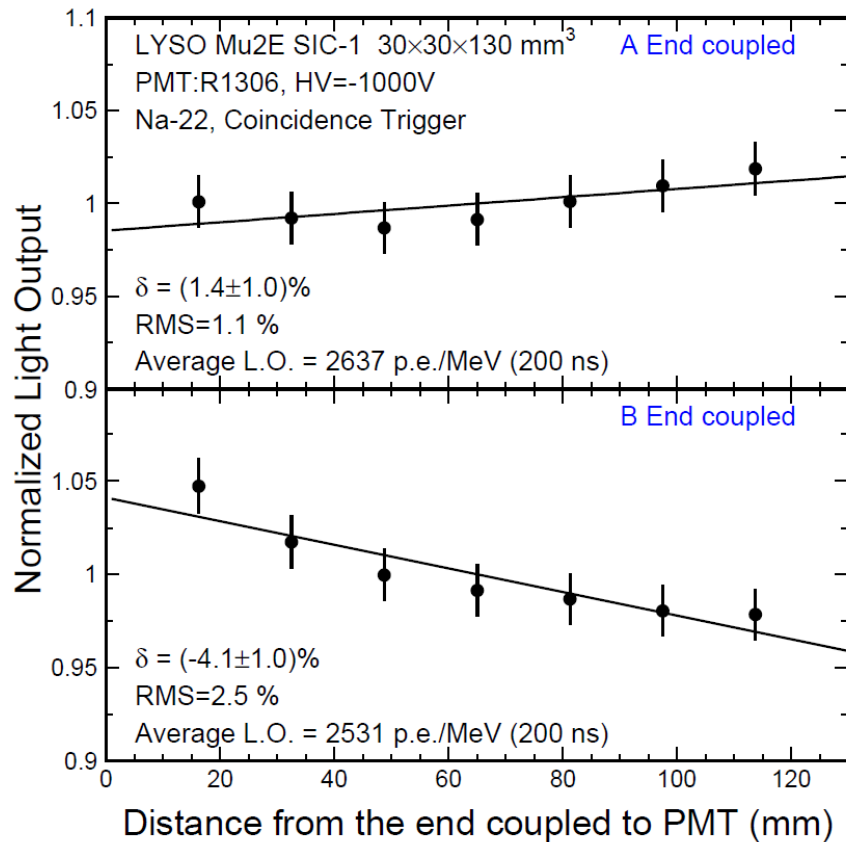 LYSO Mu2E SIC-1 30×30×130 mm³
A End coupled
PMT:R1306, HV=-1000V
Na-22, Coincidence Trigger
δ = (1.4±1.0)%
RMS=1.1 %
Average L.O. = 2637 p.e./MeV (200 ns)
1.1
1.05
1
0.95
0.9
B End coupled
δ = (-4.1±1.0)%
RMS=2.5 %
Average L.O. = 2531 p.e./MeV (200 ns)
1.05
1
0.95
0.9
0 20 40 60 80 100 120
Normalized Light Output
Distance from the end coupled to PMT (mm)